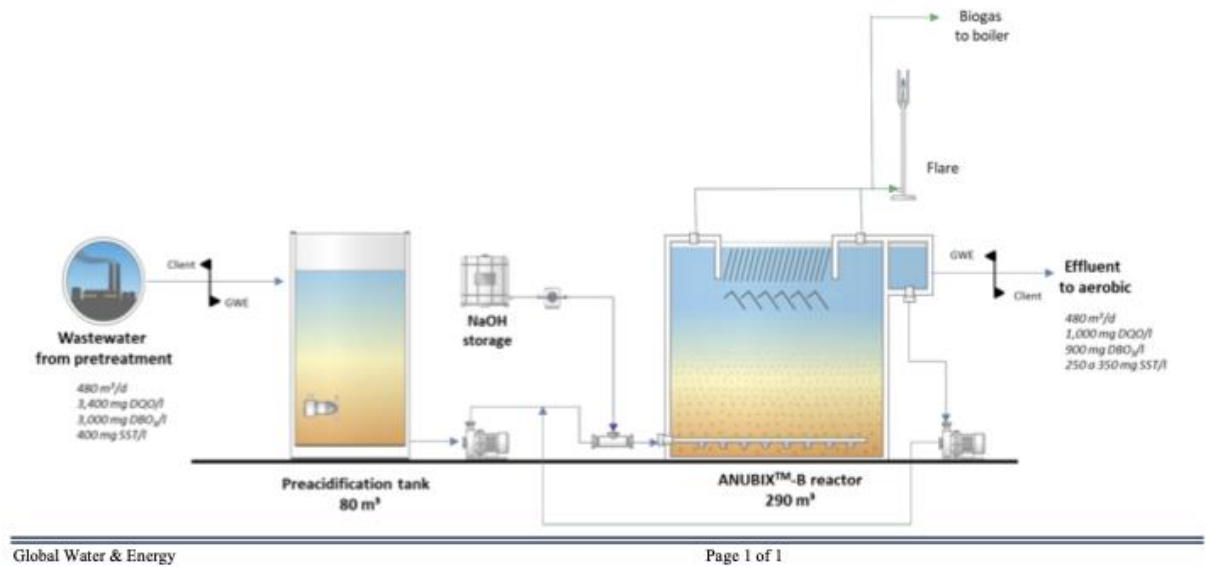 Biogas
to boiler
Flare
Client
GWE
Wastewater
from pretreatment
480 m³/d
3,400 mg DQO/l
3,000 mg DBO₅/l
400 mg SST/l
NaOH
storage
GWE
Client
Effluent
to aerobic
480 m³/d
1,000 mg DQO/l
900 mg DBO₅/l
250 a 350 mg SST/l
Preacidification tank
80 m³
ANUBIX™-B reactor
290 m³
Global Water & Energy
Page 1 of 1